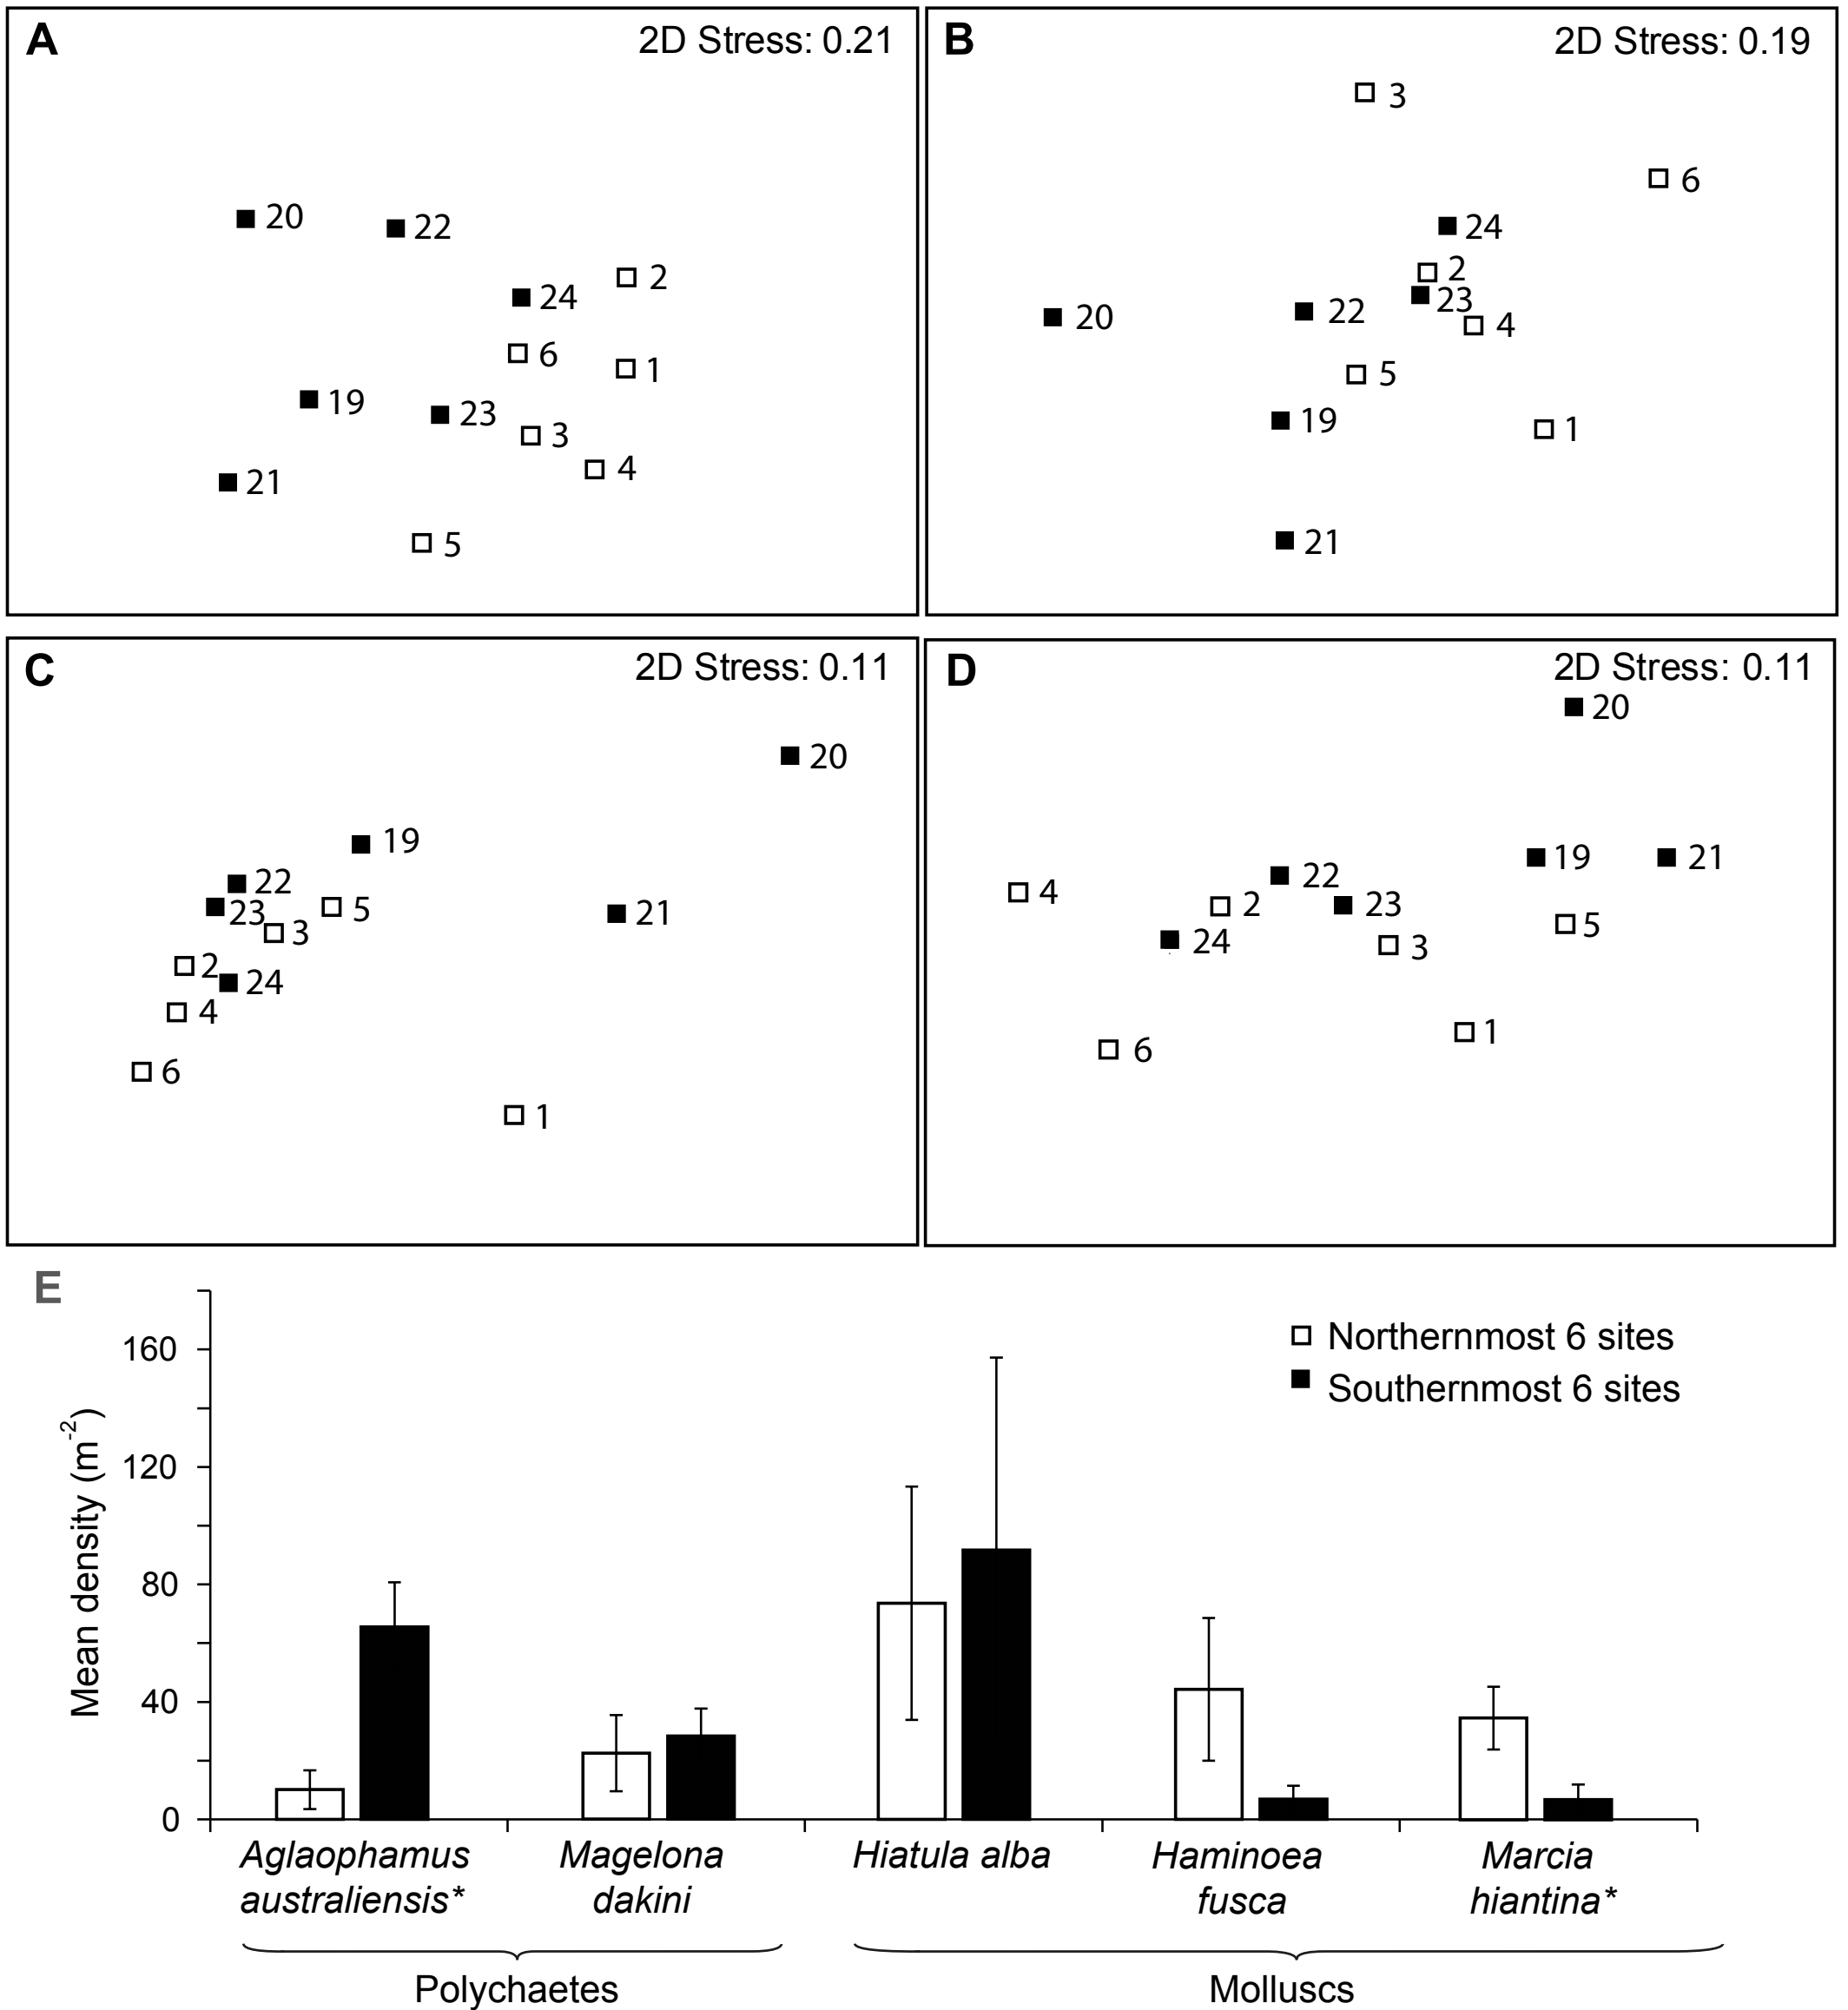 A 2D Stress: 0.21
20
22
2
24
6
1
19
23
3
4
21
5
B 2D Stress: 0.19
3
6
24
2
23
20
22
4
5
19
1
21
C 2D Stress: 0.11
20
19
22
23
5
21
3
2
24
4
6
1
D 2D Stress: 0.11
20
19
21
22
4
2
23
5
24
3
1
6
E
Northernmost 6 sites
Southernmost 6 sites
Mean density (m-2)
160
120
80
40
0
Aglaophamus
australiensis*
Magelona
dakini
Hiatula alba
Haminoea
fusca
Marcia
hiantina*
Polychaetes
Molluscs